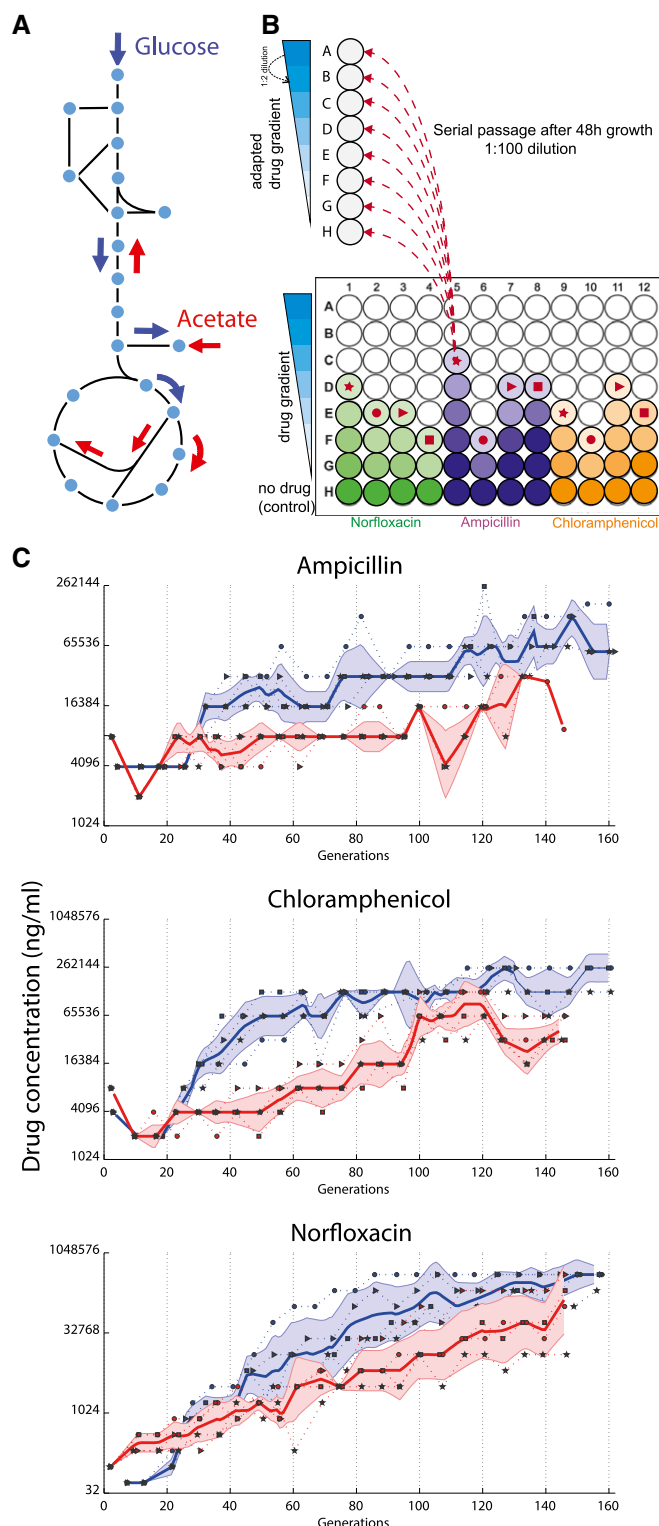 A
Glucose
Acetate
B
1:2 dilution
adapted
drug gradient
A
B
C
D
E
F
G
H
Serial passage after 48h growth
1:100 dilution
drug gradient
no drug
(control)
1 2 3 4 5 6 7 8 9 10 11 12
A
B
C
D
E
F
G
H
Norfloxacin Ampicillin Chloramphenicol
C
Drug concentration (ng/ml)
Ampicillin
262144
65536
16384
4096
1024
0 20 40 60 80 100 120 140 160
Generations
Chloramphenicol
1048576
262144
65536
16384
4096
1024
0 20 40 60 80 100 120 140 160
Generations
Norfloxacin
1048576
32768
1024
32
0 20 40 60 80 100 120 140 160
Generations